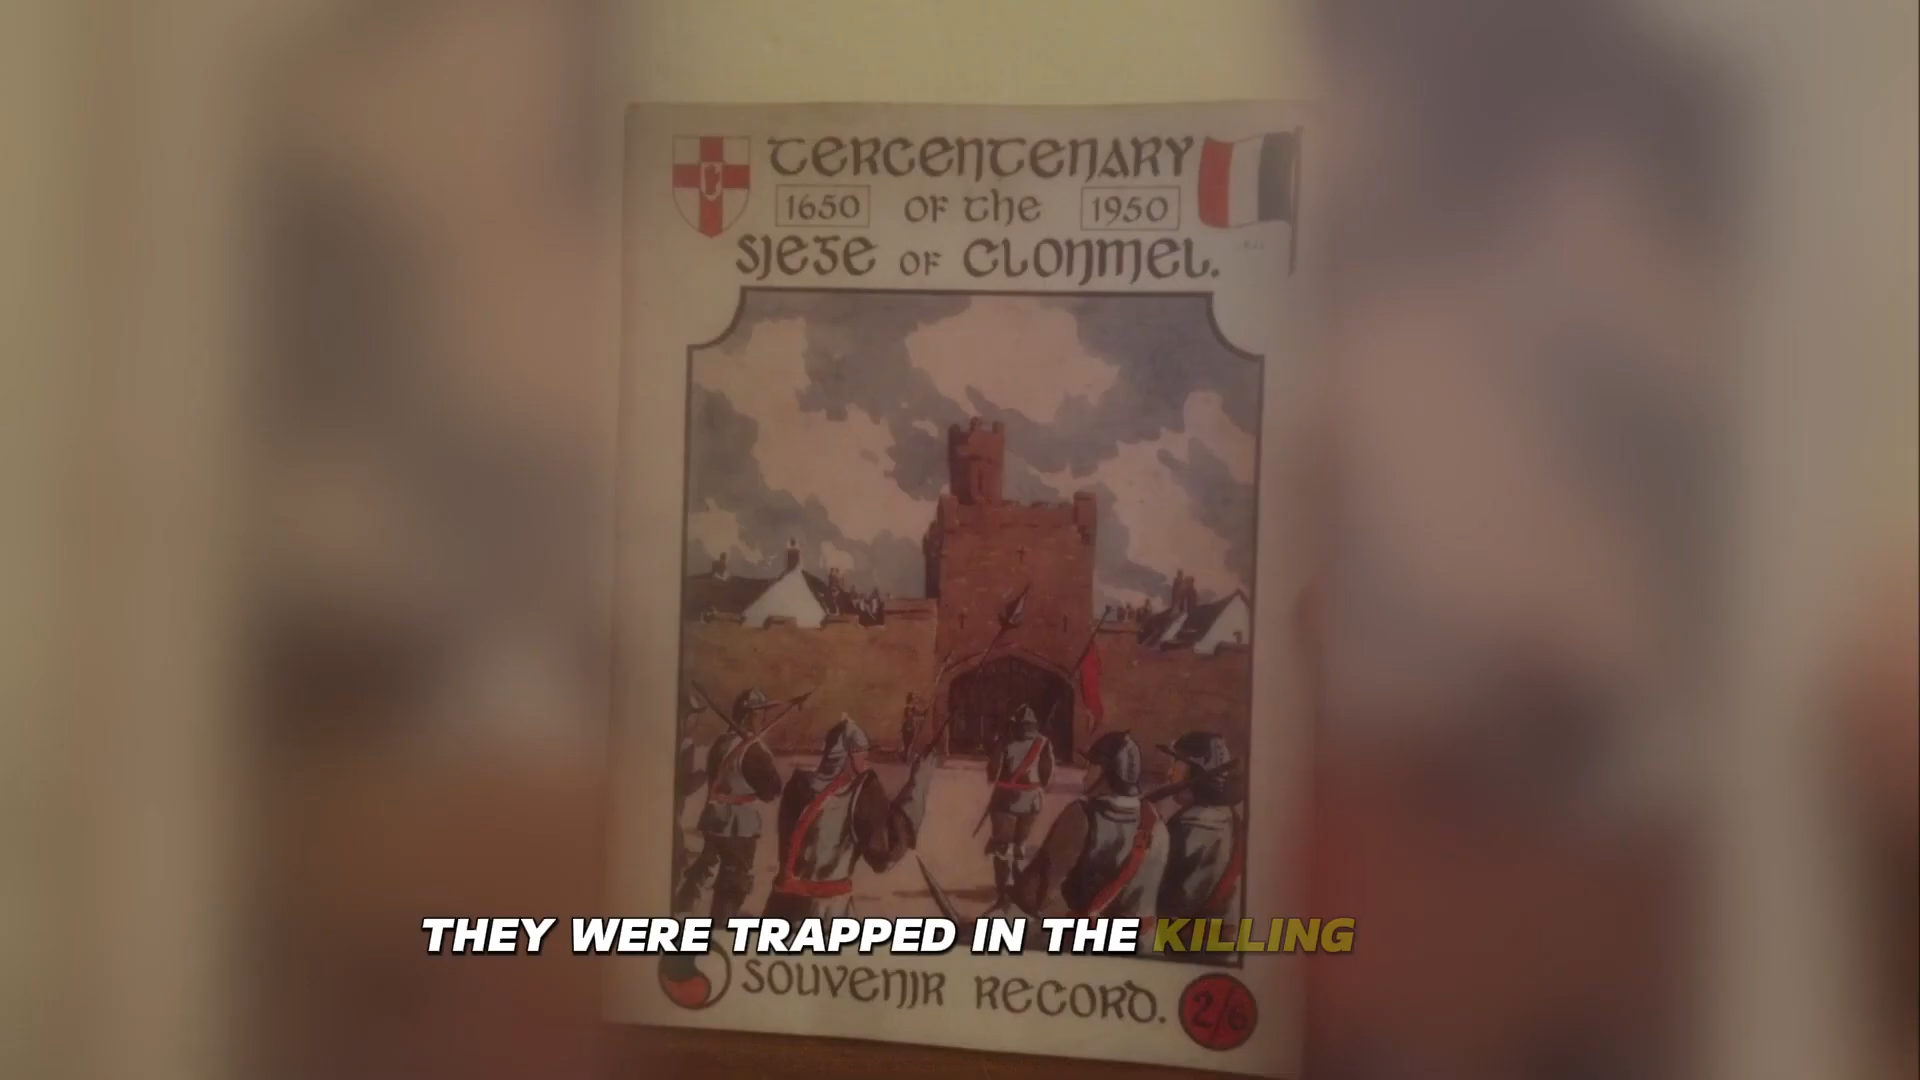 TERCENTENARY
1650 OF the 1950
SIEGE OF CLONMEL.
THEY WERE TRAPPED IN THE KILLING
SOUVENIR RECORD. 2/6